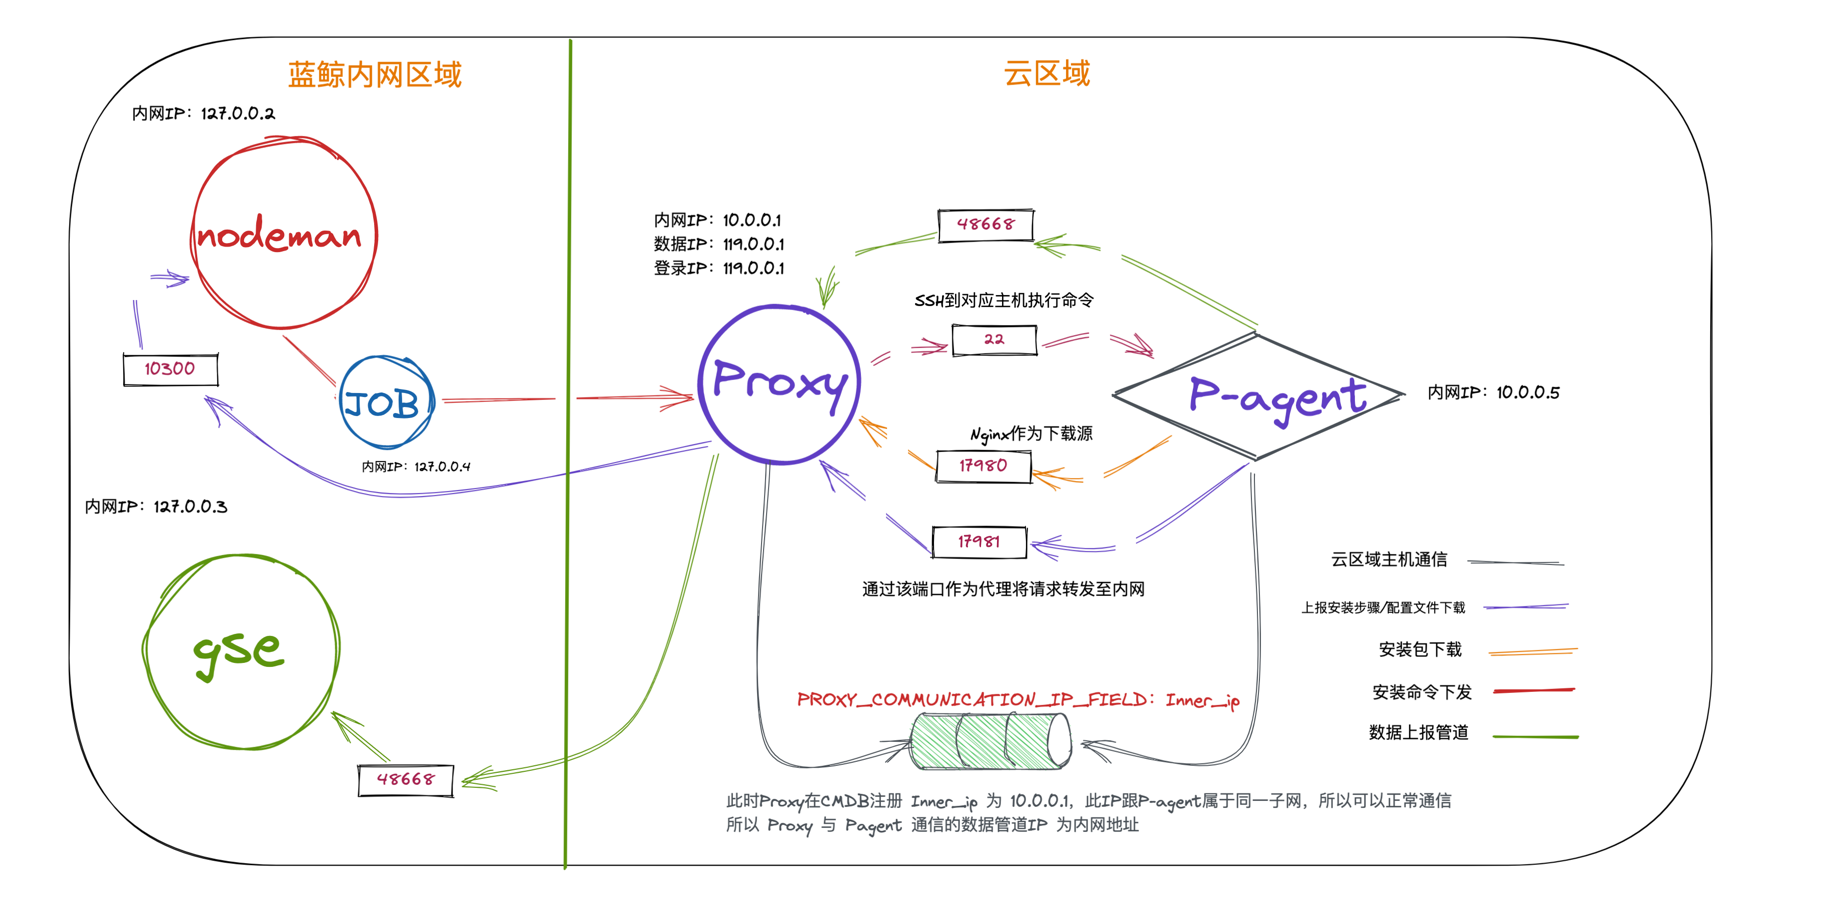 蓝鲸内网区域
云区域
内网IP：127.0.0.2
nodeman
10300
JOB
内网IP：127.0.0.4
内网IP：127.0.0.3
gse
48668
内网IP：10.0.0.1
数据IP：119.0.0.1
登录IP：119.0.0.1
Proxy
48668
SSH到对应主机执行命令
22
Nginx作为下载源
17980
17981
通过该端口作为代理将请求转发至内网
P-agent
内网IP：10.0.0.5
云区域主机通信
上报安装步骤/配置文件下载
安装包下载
安装命令下发
数据上报管道
PROXY_COMMUNICATION_IP_FIELD：Inner_ip
此时Proxy在CMDB注册 Inner_ip 为 10.0.0.1，此IP跟P-agent属于同一子网，所以可以正常通信
所以 Proxy 与 Pagent 通信的数据管道IP 为内网地址